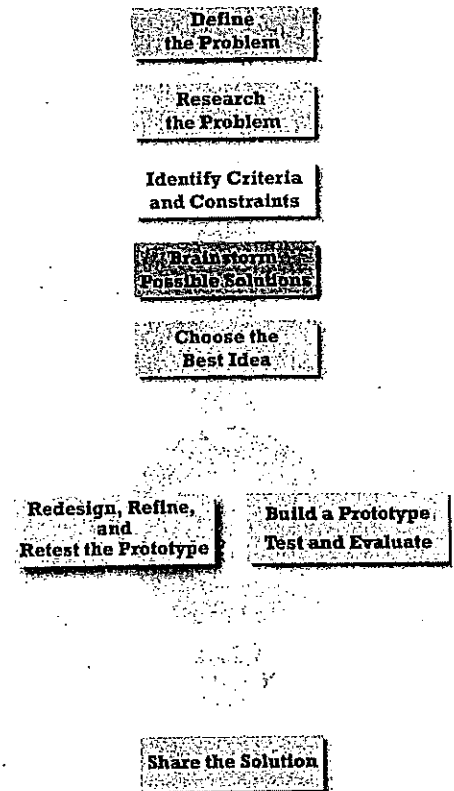 Define
the Problem
Research
the Problem
Identify Criteria
and Constraints
Brainstorm
Possible Solutions
Choose the
Best Idea
Redesign, Refine,
and
Retest the Prototype
Build a Prototype
Test and Evaluate
Share the Solution